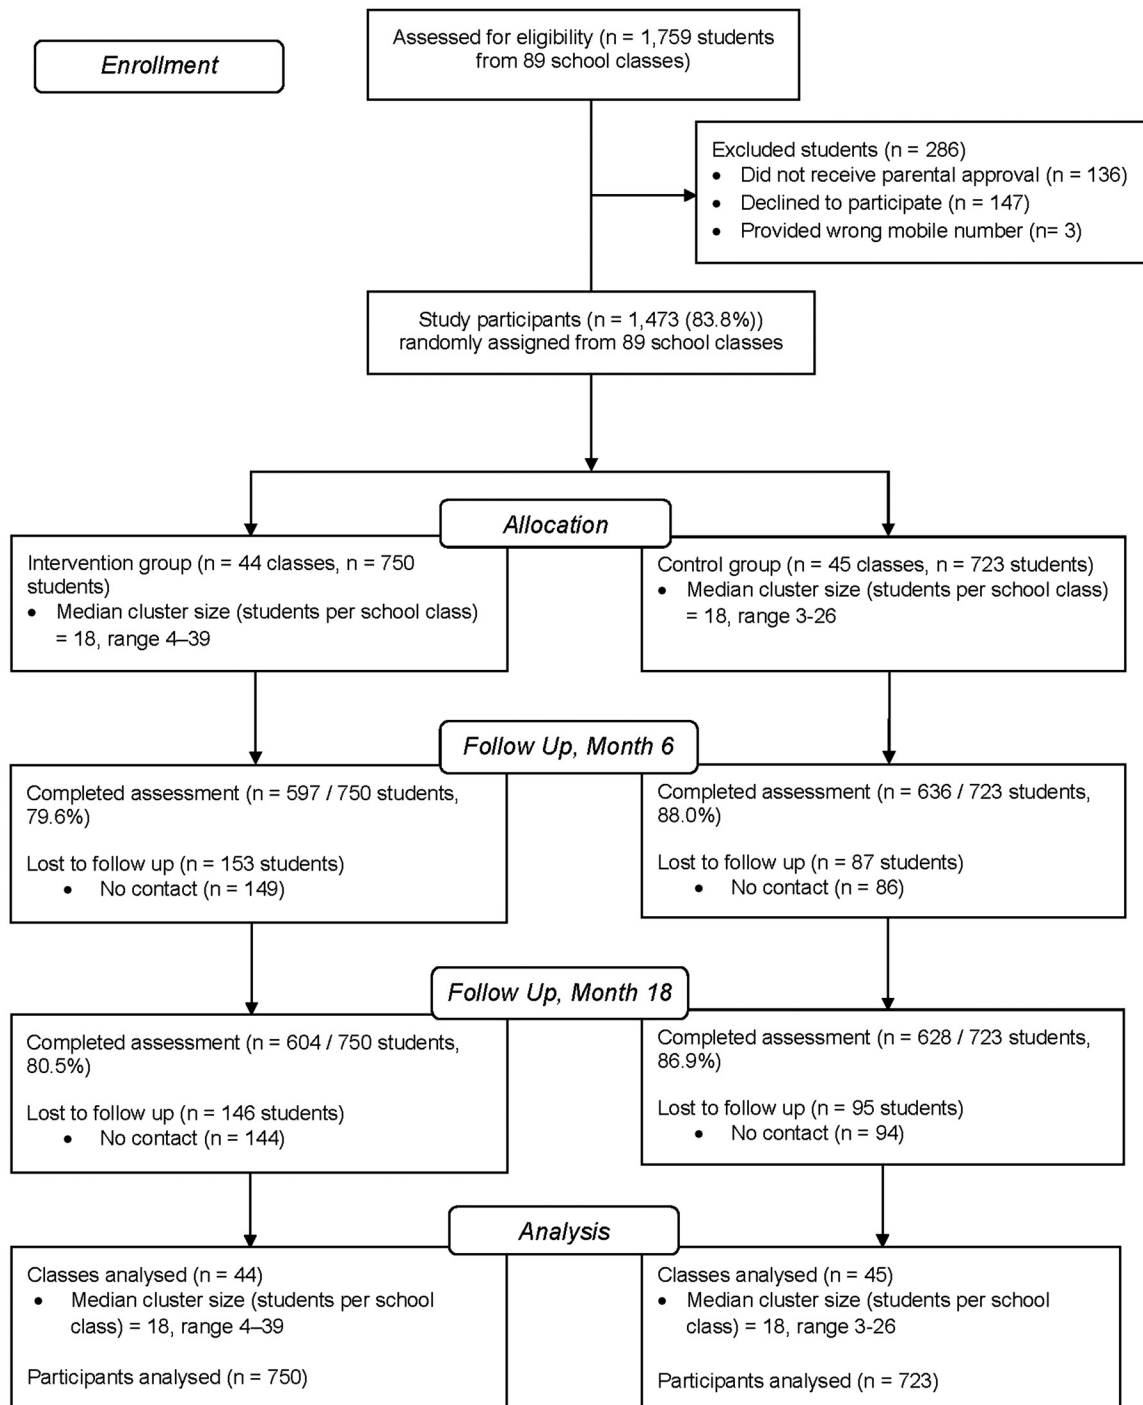 Enrollment
Assessed for eligibility (n = 1,759 students
from 89 school classes)
Excluded students (n = 286)
• Did not receive parental approval (n = 136)
• Declined to participate (n = 147)
• Provided wrong mobile number (n= 3)
Study participants (n = 1,473 (83.8%))
randomly assigned from 89 school classes
Allocation
Intervention group (n = 44 classes, n = 750
students)
• Median cluster size (students per school class)
= 18, range 4–39
Control group (n = 45 classes, n = 723 students)
• Median cluster size (students per school class)
= 18, range 3-26
Follow Up, Month 6
Completed assessment (n = 597 / 750 students,
79.6%)
Lost to follow up (n = 153 students)
• No contact (n = 149)
Completed assessment (n = 636 / 723 students,
88.0%)
Lost to follow up (n = 87 students)
• No contact (n = 86)
Follow Up, Month 18
Completed assessment (n = 604 / 750 students,
80.5%)
Lost to follow up (n = 146 students)
• No contact (n = 144)
Completed assessment (n = 628 / 723 students,
86.9%)
Lost to follow up (n = 95 students)
• No contact (n = 94)
Analysis
Classes analysed (n = 44)
• Median cluster size (students per school
class) = 18, range 4–39
Participants analysed (n = 750)
Classes analysed (n = 45)
• Median cluster size (students per school
class) = 18, range 3-26
Participants analysed (n = 723)